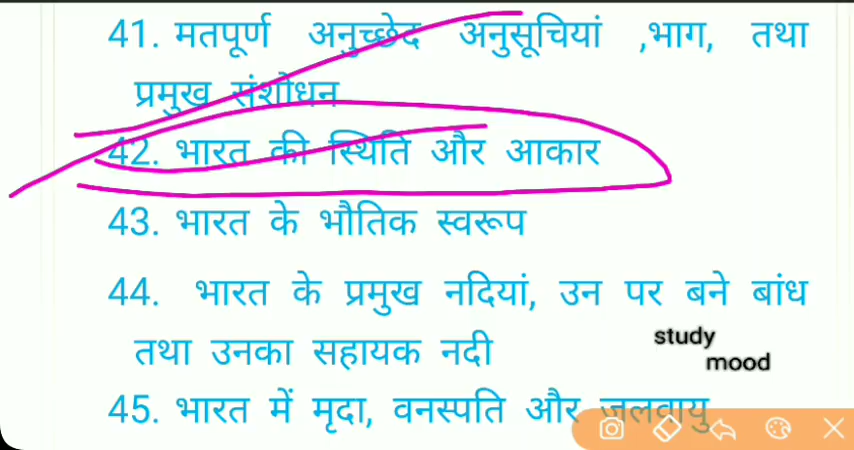 41. मतपूर्ण अनुच्छेद अनुसूचियां ,भाग, तथा
प्रमुख संशोधन
42. भारत की स्थिति और आकार
43. भारत के भौतिक स्वरूप
44. भारत के प्रमुख नदियां, उन पर बने बांध
तथा उनका सहायक नदी
study
mood
45. भारत में मृदा, वनस्पति और जलवायु